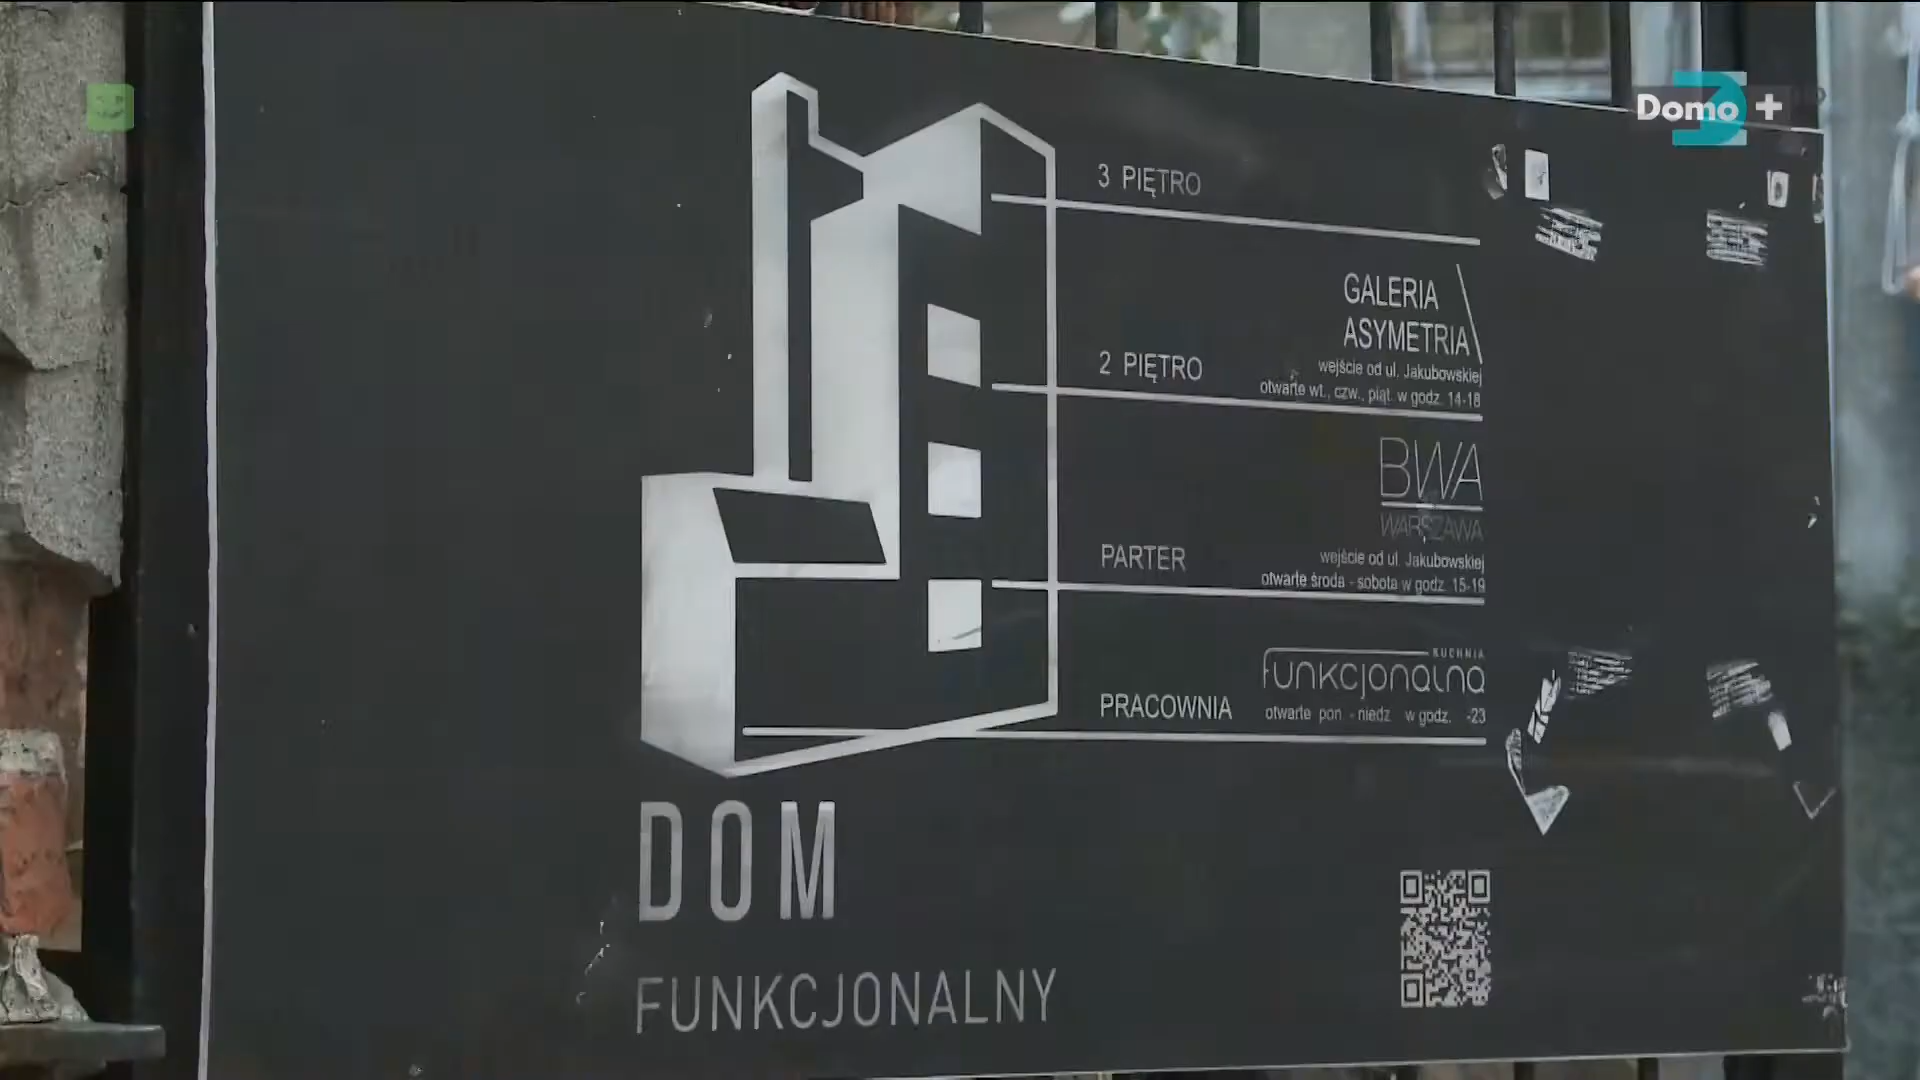 Domo+
3 PIĘTRO
GALERIA
ASYMETRIA
2 PIĘTRO
wejście od ul. Jakubowskiej
otwarte wt., czw., piąt. w godz. 14-18
BWA
WARSZAWA
PARTER
wejście od ul. Jakubowskiej
otwarte środa - sobota w godz. 15-19
KUCHNIA
funkcjonalna
PRACOWNIA
otwarte pon - niedz w godz. -23
DOM
FUNKCJONALNY